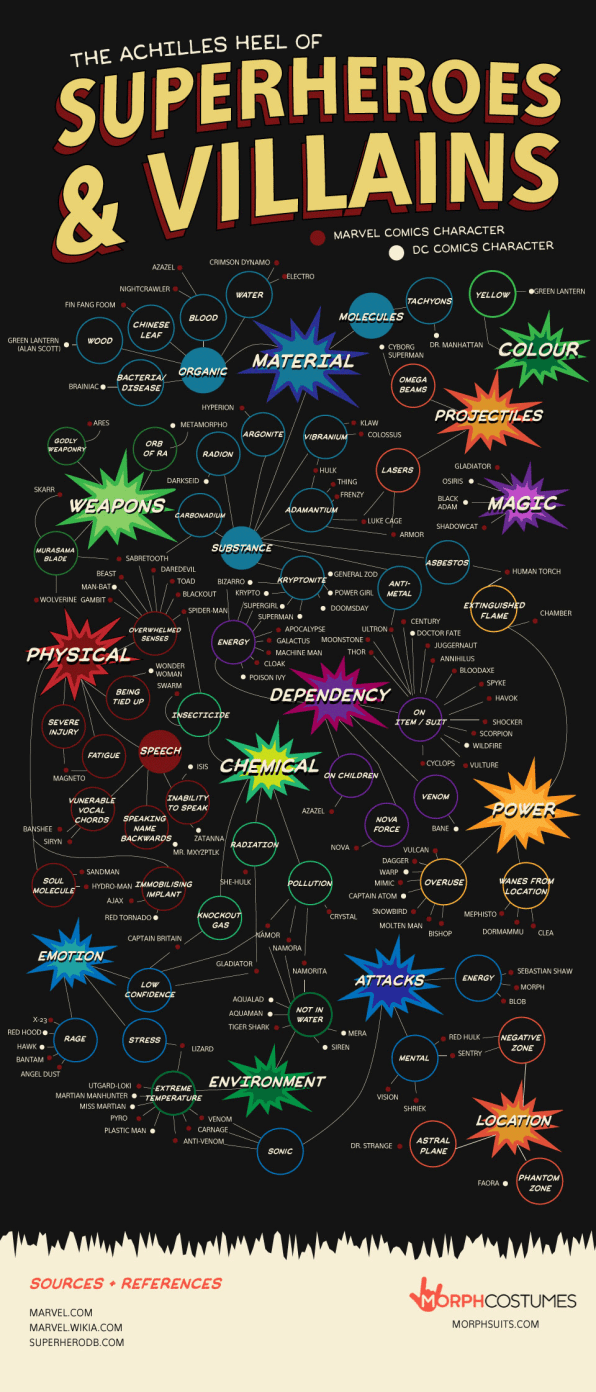 THE ACHILLES HEEL OF
SUPERHEROES
& VILLAINS
MARVEL COMICS CHARACTER
DC COMICS CHARACTER
CRIMSON DYNAMO
AZAZEL
ELECTRO
NIGHTCRAWLER
WATER
TACHYONS
YELLOW
GREEN LANTERN
FIN FANG FOOM
BLOOD
MOLECULES
CHINESE
LEAF
GREEN LANTERN
(ALAN SCOTT)
WOOD
DR. MANHATTAN
COLOUR
CYBORG
SUPERMAN
MATERIAL
ORGANIC
BRAINIAC
BACTERIA/
DISEASE
OMEGA
BEAMS
HYPERION
PROJECTILES
ARES
METAMORPHO
KLAW
COLOSSUS
GODLY
WEAPONRY
ORB
OF RA
ARGONITE
VIBRANIUM
RADION
LASERS
GLADIATOR
OSIRIS
HULK
THING
FRENZY
DARKSEID
SKARR
BLACK
ADAM
MAGIC
WEAPONS
CARBONADIUM
ADAMANTIUM
LUKE CAGE
SHADOWCAT
ARMOR
SUBSTANCE
MURASAMA
BLADE
SABRETOOTH
DAREDEVIL
ASBESTOS
BEAST
TOAD
BIZARRO
KRYPTONITE
GENERAL ZOD
ANTI-
METAL
HUMAN TORCH
MAN-BAT
BLACKOUT
KRYPTO
POWER GIRL
WOLVERINE
GAMBIT
SPIDER-MAN
SUPERGIRL
DOOMSDAY
EXTINGUISHED
FLAME
CHAMBER
SUPERMAN
OVERWHELMED
SENSES
ENERGY
APOCALYPSE
ULTRON
CENTURY
DOCTOR FATE
GALACTUS
MOONSTONE
JUGGERNAUT
PHYSICAL
MACHINE MAN
THOR
ANNIHILUS
CLOAK
WONDER
WOMAN
BLOODAXE
POISON IVY
SWARM
SPYKE
BEING
TIED UP
DEPENDENCY
HAVOK
INSECTICIDE
ON
ITEM / SUIT
SHOCKER
SEVERE
INJURY
SCORPION
WILDFIRE
FATIGUE
SPEECH
ISIS
CHEMICAL
CYCLOPS
VULTURE
MAGNETO
ON CHILDREN
VENOM
VUNERABLE
VOCAL
CHORDS
INABILITY
TO SPEAK
POWER
AZAZEL
SPEAKING
NAME
BACKWARDS
NOVA
FORCE
BANE
BANSHEE
SIRYN
ZATANNA
MR. MXYZPTLK
RADIATION
NOVA
VULCAN
DAGGER
WARP
SANDMAN
SOUL
MOLECULE
HYDRO-MAN
IMMOBILISING
IMPLANT
SHE-HULK
POLLUTION
MIMIC
OVERUSE
WANES FROM
LOCATION
AJAX
CAPTAIN ATOM
RED TORNADO
KNOCKOUT
GAS
CRYSTAL
SNOWBIRD
MEPHISTO
MOLTEN MAN
BISHOP
DORMAMMU
CLEA
CAPTAIN BRITAIN
NAMOR
NAMORA
EMOTION
GLADIATOR
NAMORITA
LOW
CONFIDENCE
ATTACKS
ENERGY
SEBASTIAN SHAW
MORPH
BLOB
AQUALAD
AQUAMAN
NOT IN
WATER
X-23
TIGER SHARK
MERA
RED HOOD
RAGE
STRESS
SIREN
HAWK
LIZARD
RED HULK
NEGATIVE
ZONE
BANTAM
MENTAL
SENTRY
ANGEL DUST
UTGARD-LOKI
ENVIRONMENT
MARTIAN MANHUNTER
EXTREME
TEMPERATURE
MISS MARTIAN
VISION
SHRIEK
PYRO
VENOM
LOCATION
PLASTIC MAN
CARNAGE
ANTI-VENOM
SONIC
DR. STRANGE
ASTRAL
PLANE
FAORA
PHANTOM
ZONE
SOURCES + REFERENCES
MARVEL.COM
MARVEL.WIKIA.COM
SUPERHERODB.COM
MORPHCOSTUMES
MORPHSUITS.COM